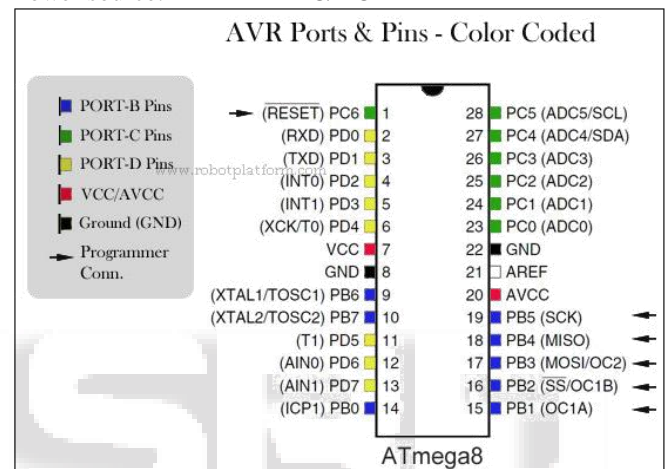 AVR Ports & Pins - Color Coded
PORT-B Pins
PORT-C Pins
PORT-D Pins
VCC/AVCC
Ground (GND)
Programmer
Conn.
www.robotplatform.com
(RESET) PC6 1 28 PC5 (ADC5/SCL)
(RXD) PD0 2 27 PC4 (ADC4/SDA)
(TXD) PD1 3 26 PC3 (ADC3)
(INT0) PD2 4 25 PC2 (ADC2)
(INT1) PD3 5 24 PC1 (ADC1)
(XCK/T0) PD4 6 23 PC0 (ADC0)
VCC 7 22 GND
GND 8 21 AREF
(XTAL1/TOSC1) PB6 9 20 AVCC
(XTAL2/TOSC2) PB7 10 19 PB5 (SCK)
(T1) PD5 11 18 PB4 (MISO)
(AIN0) PD6 12 17 PB3 (MOSI/OC2)
(AIN1) PD7 13 16 PB2 (SS/OC1B)
(ICP1) PB0 14 15 PB1 (OC1A)
ATmega8